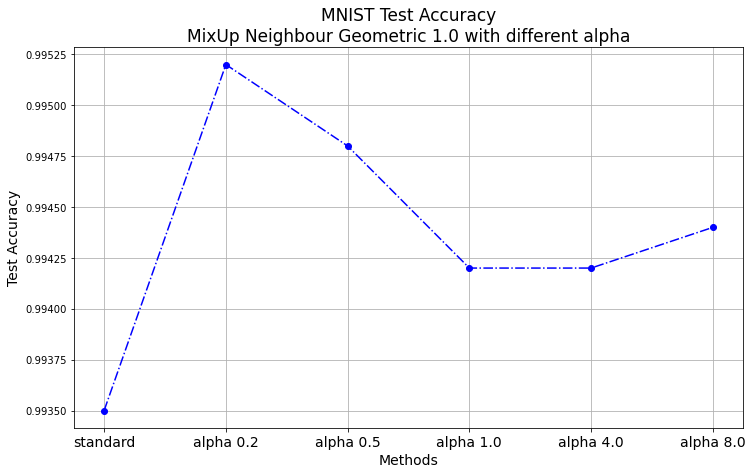 MNIST Test Accuracy
MixUp Neighbour Geometric 1.0 with different alpha
Test Accuracy
0.99525
0.99500
0.99475
0.99450
0.99425
0.99400
0.99375
0.99350
standard alpha 0.2 alpha 0.5 alpha 1.0 alpha 4.0 alpha 8.0
Methods